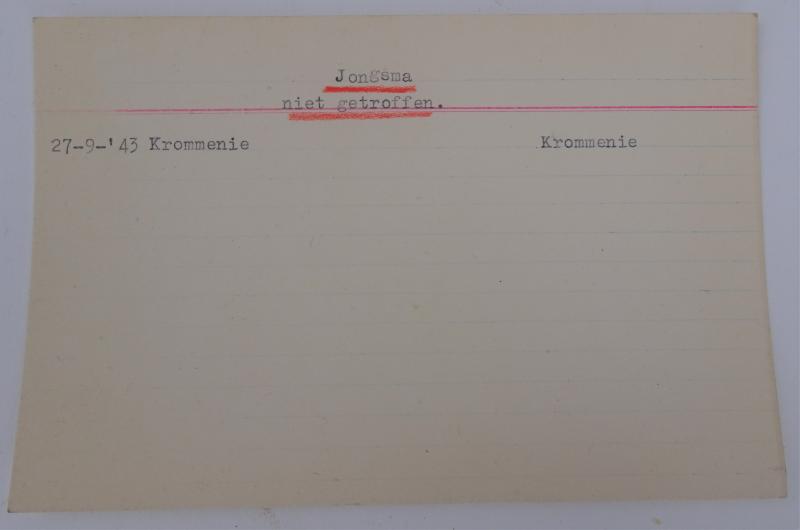 Jongsma
niet getroffen.
27-9-'43 Krommenie Krommenie